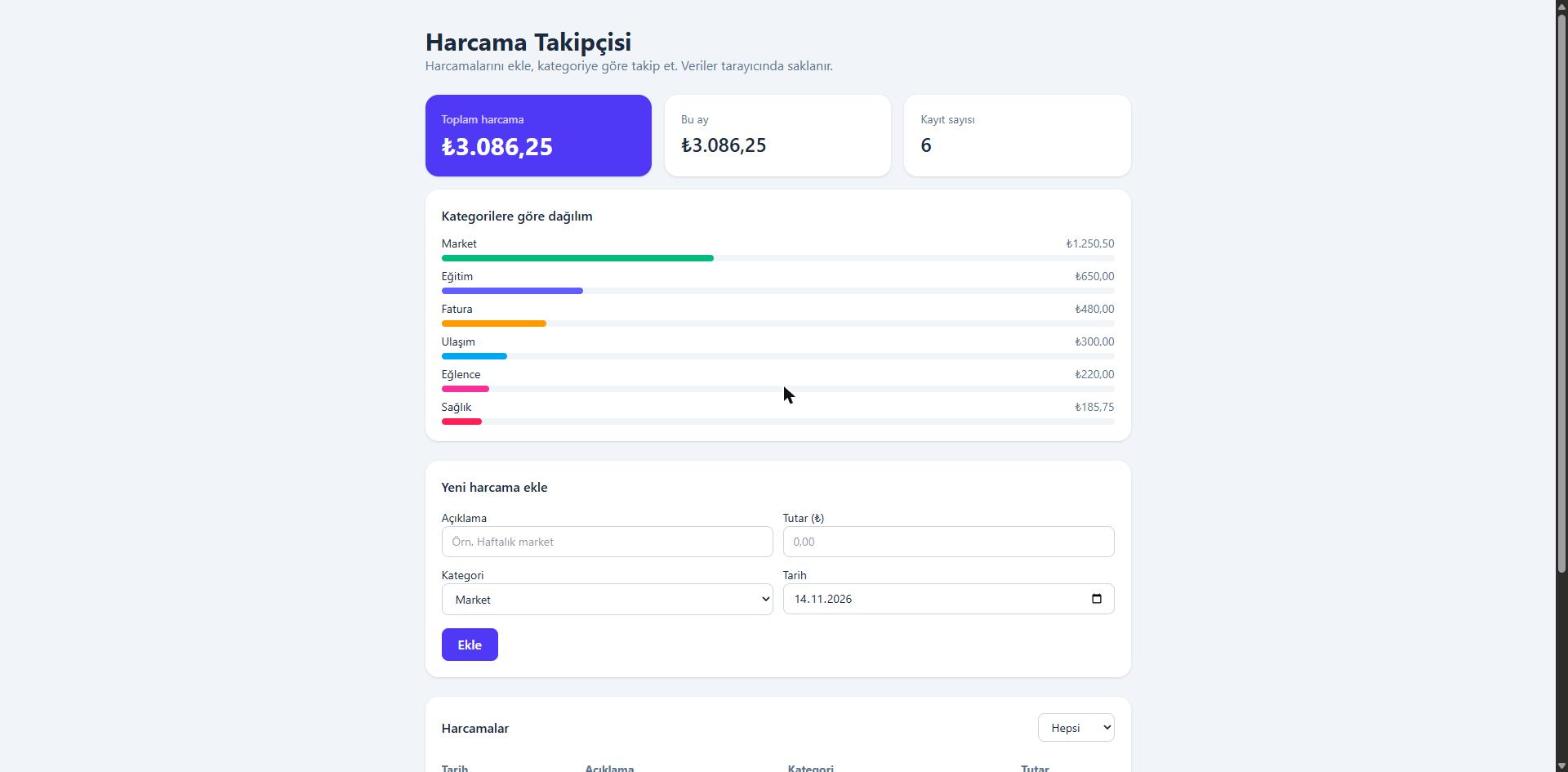 Harcama Takipçisi
Harcamalarını ekle, kategoriye göre takip et. Veriler tarayıcında saklanır.
Toplam harcama
₺3.086,25
Bu ay
₺3.086,25
Kayıt sayısı
6
Kategorilere göre dağılım
Market ₺1.250,50
Eğitim ₺650,00
Fatura ₺480,00
Ulaşım ₺300,00
Eğlence ₺220,00
Sağlık ₺185,75
Yeni harcama ekle
Açıklama
Örn. Haftalık market
Tutar (₺)
0,00
Kategori
Market
Tarih
14.11.2026
Ekle
Harcamalar
Hepsi
Tarih Açıklama Kategori Tutar